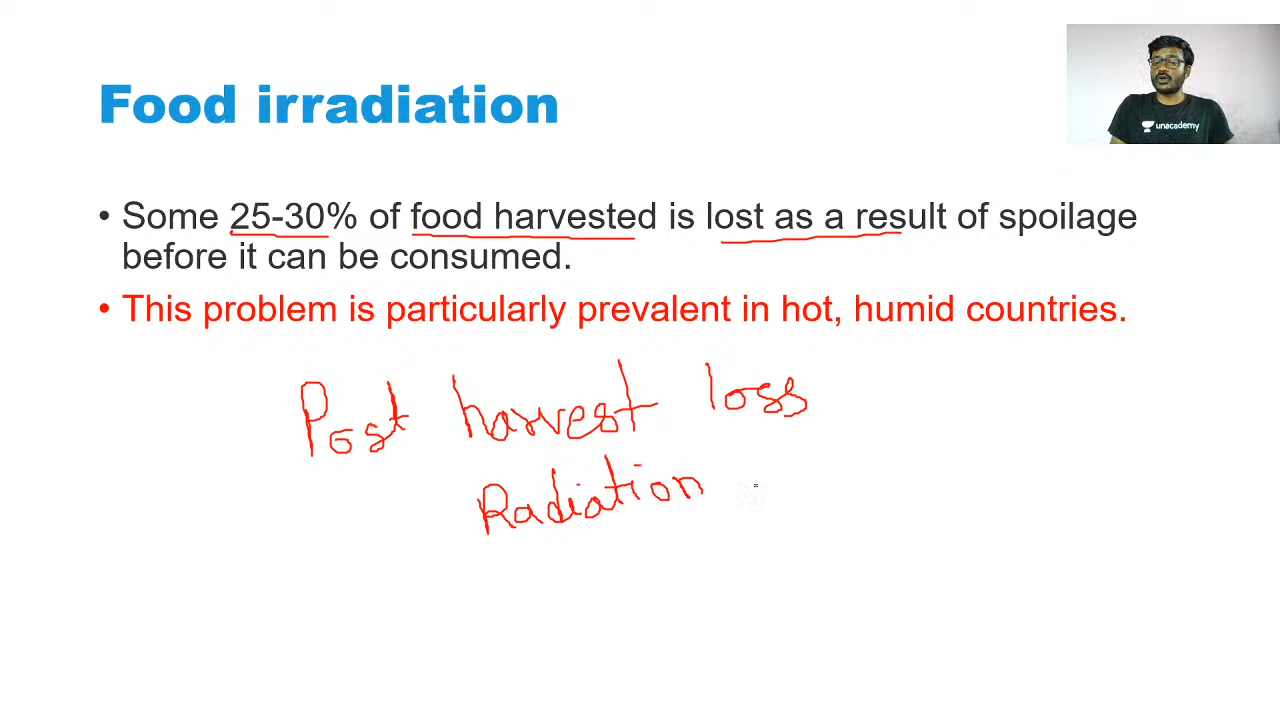 Food irradiation
unacademy
• Some 25-30% of food harvested is lost as a result of spoilage
before it can be consumed.
• This problem is particularly prevalent in hot, humid countries.
Post harvest loss
Radiation